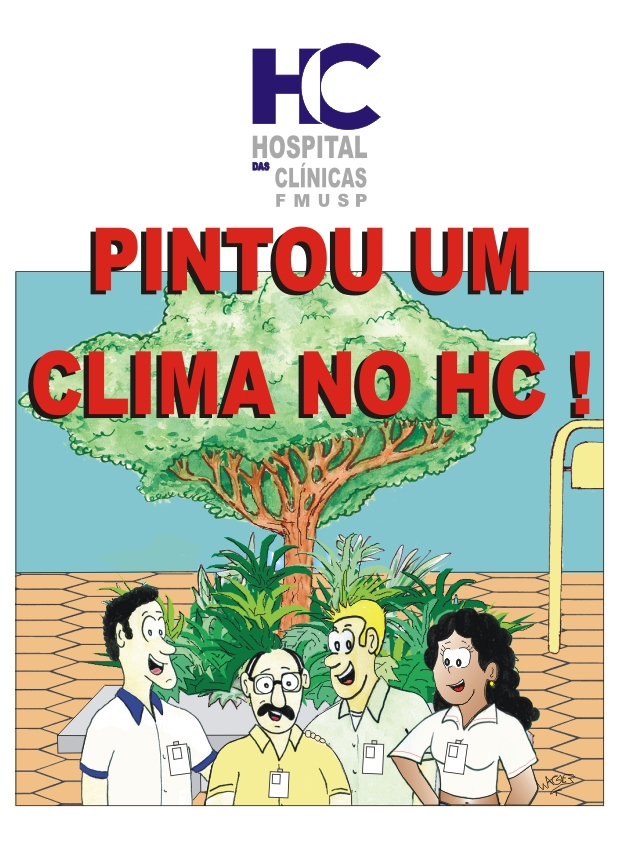 HC
HOSPITAL
DAS CLÍNICAS
FMUSP
PINTOU UM
CLIMA NO HC !